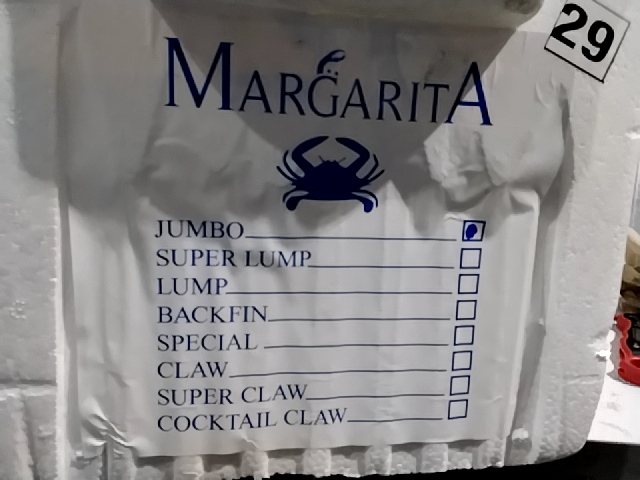 29
MARGARITA
JUMBO
SUPER LUMP
LUMP
BACKFIN
SPECIAL
CLAW
SUPER CLAW
COCKTAIL CLAW